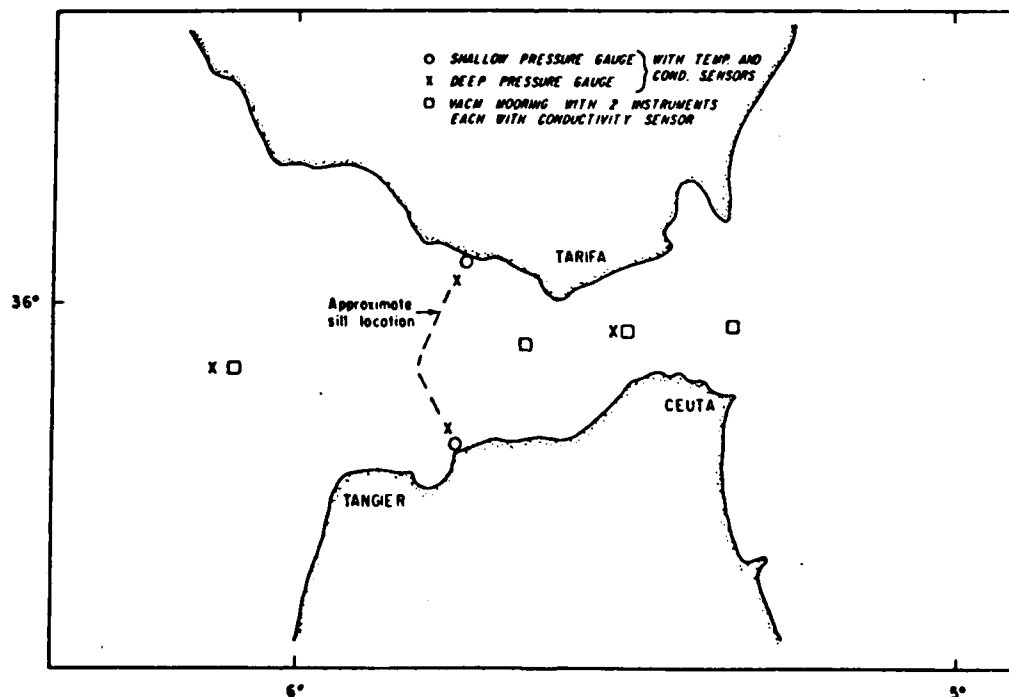 O SHALLOW PRESSURE GAUGE } WITH TEMP. AND
X DEEP PRESSURE GAUGE } COND. SENSORS
□ VACM MOORING WITH 2 INSTRUMENTS
EACH WITH CONDUCTIVITY SENSOR
TARIFA
36°
Approximate
sill location
CEUTA
TANGIER
6°
5°